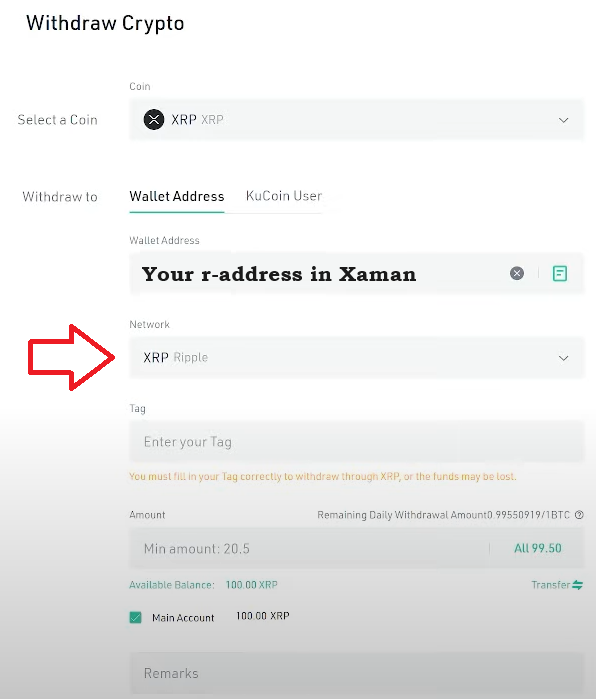 Withdraw Crypto
Coin
Select a Coin
XRP XRP
Withdraw to
Wallet Address
KuCoin User
Wallet Address
Your r-address in Xaman
Network
XRP Ripple
Tag
Enter your Tag
You must fill in your Tag correctly to withdraw through XRP, or the funds may be lost.
Amount
Remaining Daily Withdrawal Amount0.99550919/1BTC
Min amount: 20.5
All 99.50
Available Balance: 100.00 XRP
Transfer
Main Account 100.00 XRP
Remarks